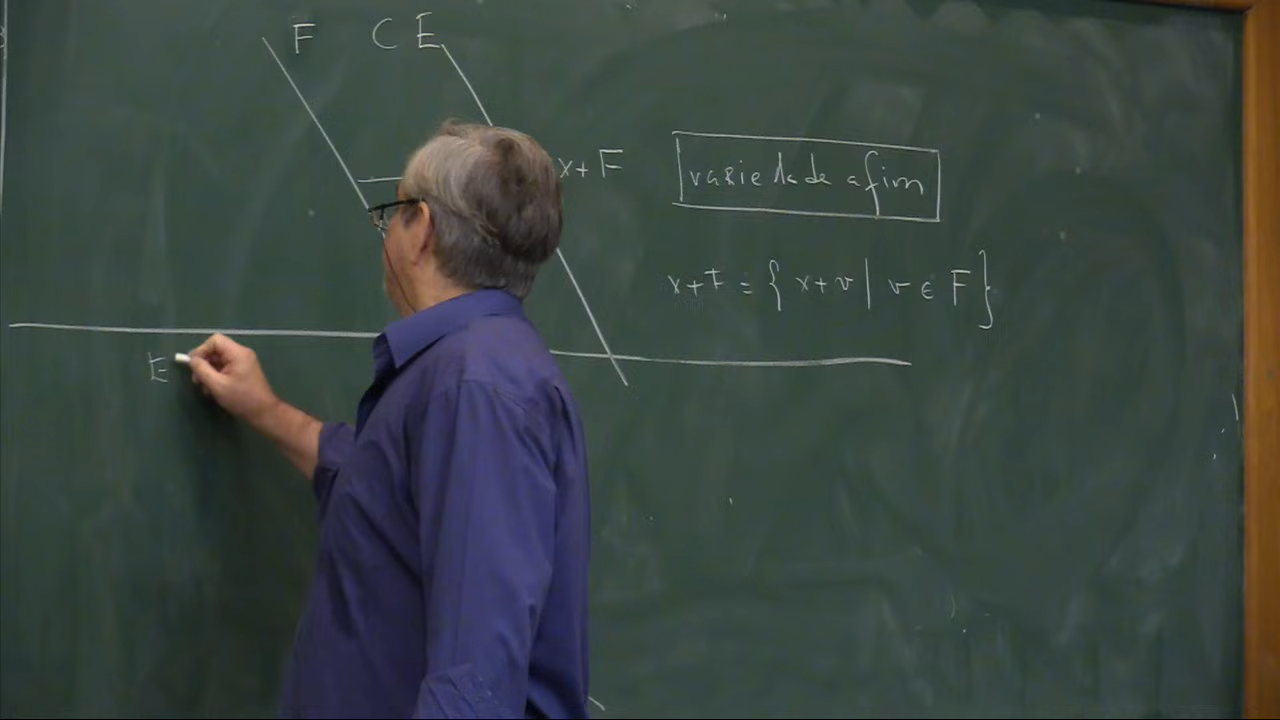 F C E
x+F
variedade afim
x+F = { x+v | v ∈ F }
E